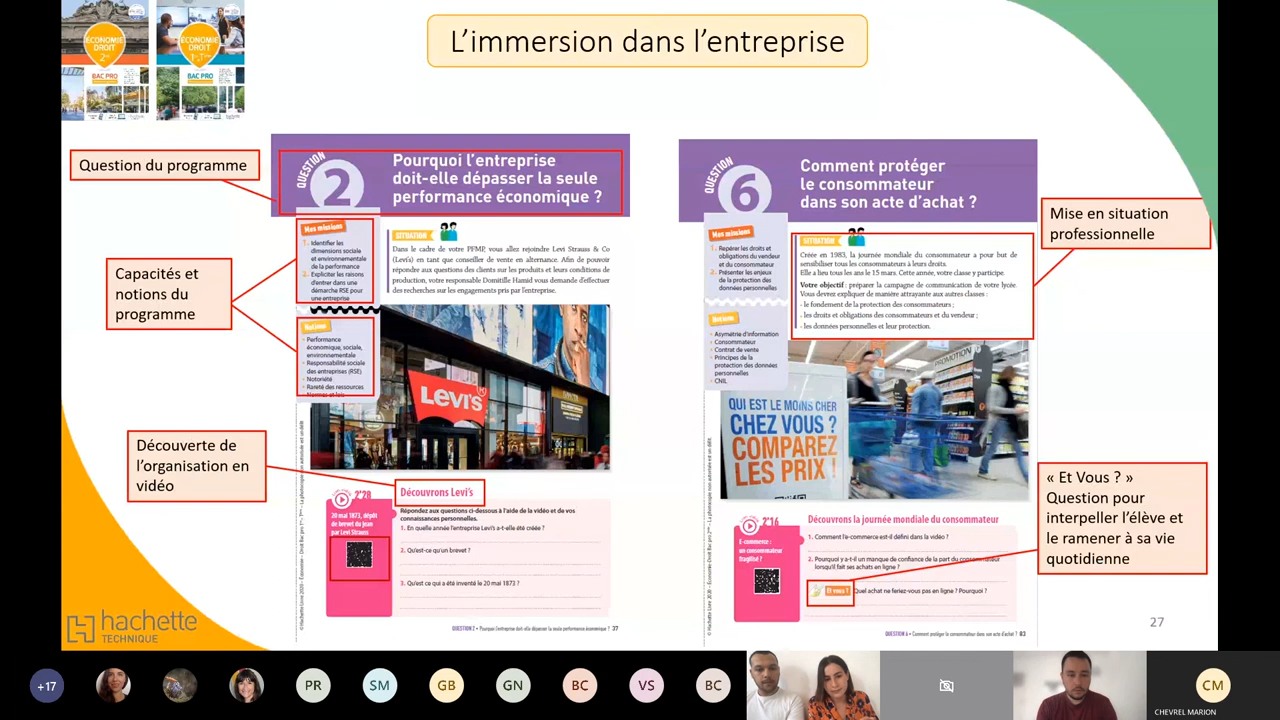 L'immersion dans l'entreprise
ÉCONOMIE
DROIT
2de
BAC PRO
ÉCONOMIE
DROIT
1re Tle
BAC PRO
Question du programme
Capacités et
notions du
programme
Découverte de
l'organisation en
vidéo
QUESTION
2
Pourquoi l'entreprise
doit-elle dépasser la seule
performance économique ?
Mes missions
1. Identifier les
dimensions sociale
et environnementale
de la performance
2. Expliciter les raisons
d'entrer dans une
démarche RSE pour
une entreprise
Notions
• Performance
économique, sociale,
environnementale
• Responsabilité sociale
des entreprises (RSE)
• Notoriété
• Rareté des ressources
Normes et lois
SITUATION
Dans le cadre de votre PFMP, vous allez rejoindre Levi Strauss & Co
(Levi's) en tant que conseiller de vente en alternance. Afin de pouvoir
répondre aux questions des clients sur les produits et leurs conditions de
production, votre responsable Domitille Hamid vous demande d'effectuer
des recherches sur les engagements pris par l'entreprise.
LEVI'S
2'28
20 mai 1873, dépôt
de brevet du jean
par Levi Strauss
Découvrons Levi's
Répondez aux questions ci-dessous à l'aide de la vidéo et de vos
connaissances personnelles.
1. En quelle année l'entreprise Levi's a-t-elle été créée ?
2. Qu'est-ce qu'un brevet ?
3. Qu'est ce qui a été inventé le 20 mai 1873 ?
QUESTION 2 • Pourquoi l'entreprise doit-elle dépasser la seule performance économique ? 37
QUESTION
6
Comment protéger
le consommateur
dans son acte d'achat ?
Mes missions
1. Repérer les droits et
obligations du vendeur
et du consommateur
2. Présenter les enjeux
de la protection des
données personnelles
Notions
• Asymétrie d'information
• Consommateur
• Contrat de vente
• Principes de la
protection des données
personnelles
• CNIL
SITUATION
Créée en 1983, la journée mondiale du consommateur a pour but de
sensibiliser tous les consommateurs à leurs droits.
Elle a lieu tous les ans le 15 mars. Cette année, votre classe y participe.
Votre objectif : préparer la campagne de communication de votre lycée.
Vous devrez expliquer de manière attrayante aux autres classes :
- le fondement de la protection des consommateurs ;
- les droits et obligations des consommateurs et du vendeur ;
- les données personnelles et leur protection.
PROMOTION
QUI EST LE MOINS CHER
CHEZ VOUS ?
COMPAREZ
LES PRIX !
2'16
E-commerce :
un consommateur
fragilisé ?
Découvrons la journée mondiale du consommateur
1. Comment l'e-commerce est-il défini dans la vidéo ?
2. Pourquoi y a-t-il un manque de confiance de la part du consommateur
lorsqu'il fait ses achats en ligne ?
Et vous ?
Quel achat ne feriez-vous pas en ligne ? Pourquoi ?
QUESTION 6 • Comment protéger le consommateur dans son acte d'achat ? 83
Mise en situation
professionnelle
« Et Vous ? »
Question pour
interpeller l'élève et
le ramener à sa vie
quotidienne
hachette
TECHNIQUE
27
+17
PR
SM
GB
GN
BC
VS
BC
CM
CHEVREL MARION